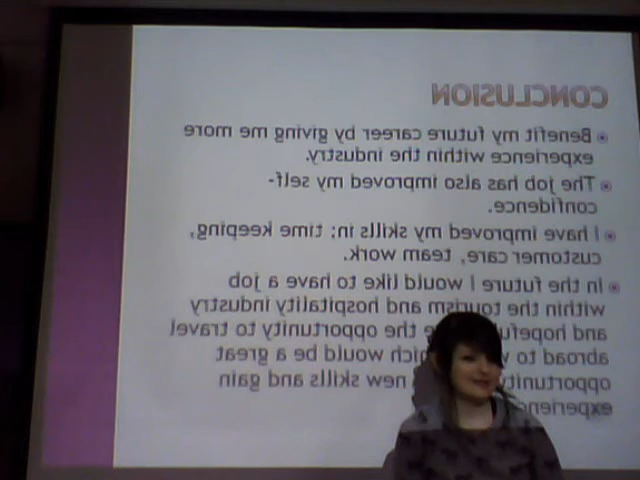 CONCLUSION
Benefit my future career by giving me more
experience within the industry.
The job has also improved my self-
confidence.
I have improved my skills in: time keeping,
customer care, team work.
In the future I would like to have a job
within the tourism and hospitality industry
and the opportunity to travel
abroad to would be a great
new skills and gain